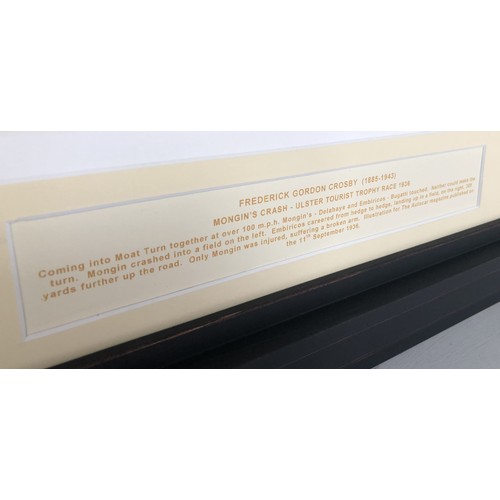 FREDERICK GORDON CROSBY (1885-1943)
MONGIN'S CRASH - ULSTER TOURIST TROPHY RACE 1936
Coming into Moat Turn together at over 100 m.p.h. Mongin's - Delahaye and Embiricos - Bugatti touched. Neither could make the
turn. Mongin crashed into a field on the left. Embiricos careered from hedge to hedge, landing up in a field, on the right, 200
yards further up the road. Only Mongin was injured, suffering a broken arm. Illustration for The Autocar magazine published on
the 11th September 1936.